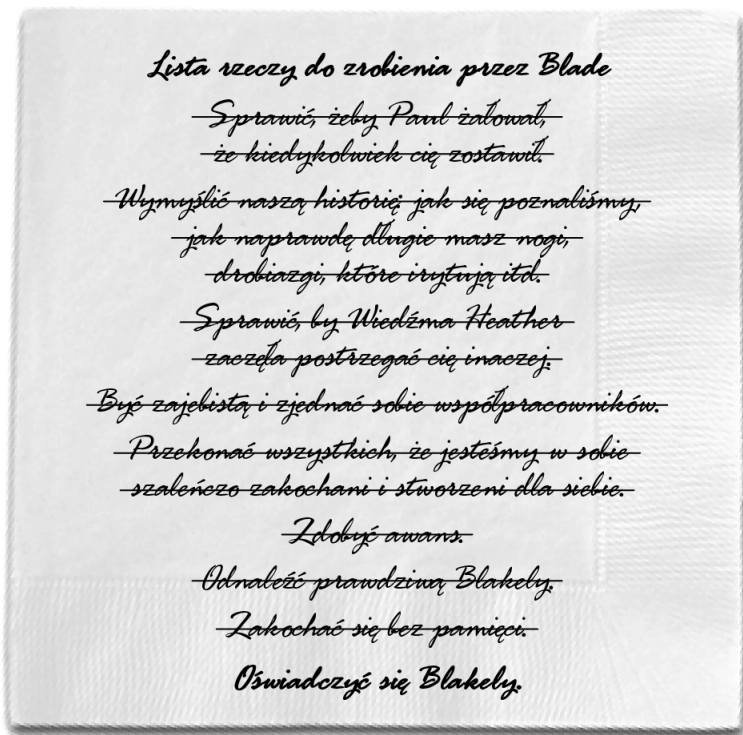 Lista rzeczy do zrobienia przez Blade
Sprawić, żeby Paul żałował,
że kiedykolwiek cię zostawił.
Wymyślić naszą historię: jak się poznaliśmy,
jak naprawdę długie masz nogi,
drobiazgi, które irytują itd.
Sprawić, by Wiedźma Heather
zaczęła postrzegać cię inaczej.
Być zajebistą i zjednać sobie współpracowników.
Przekonać wszystkich, że jesteśmy w sobie
szaleńczo zakochani i stworzeni dla siebie.
Zdobyć awans.
Odnaleźć prawdziwą Blakely.
Zakochać się bez pamięci.
Oświadczyć się Blakely.